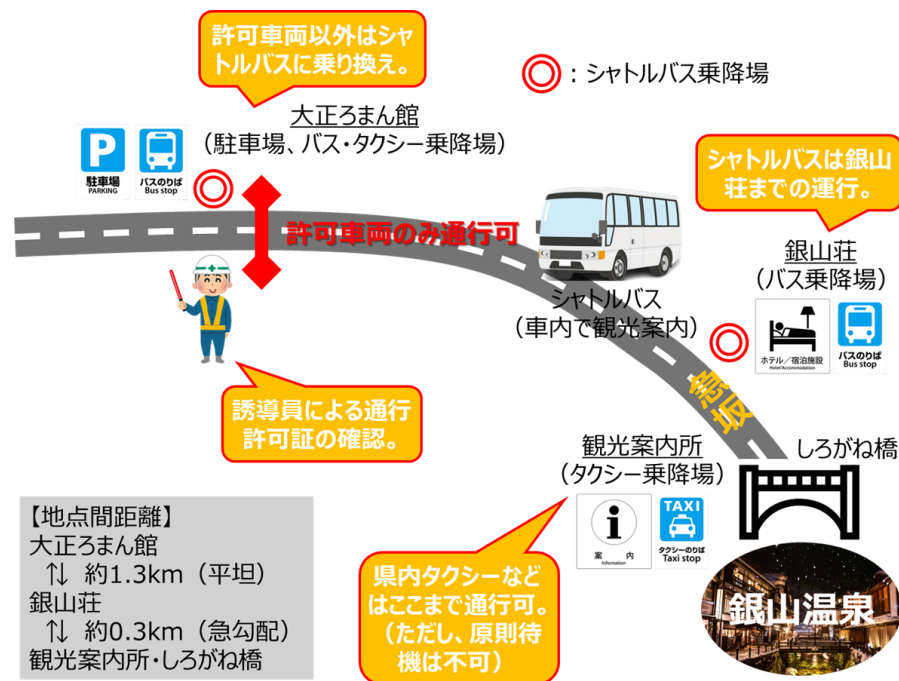 許可車両以外はシャ
トルバスに乗り換え。
◎：シャトルバス乗降場
大正ろまん館
（駐車場、バス・タクシー乗降場）
P
駐車場
PARKING
バスのりば
Bus stop
シャトルバスは銀山
荘までの運行。
許可車両のみ通行可
銀山荘
（バス乗降場）
シャトルバス
（車内で観光案内）
ホテル／宿泊施設
Hotel/Accommodation
バスのりば
Bus stop
誘導員による通行
許可証の確認。
急坂
観光案内所
（タクシー乗降場）
しろがね橋
i
案 内
Information
TAXI
タクシーのりば
Taxi stop
県内タクシーなど
はここまで通行可。
（ただし、原則待
機は不可）
銀山温泉
【地点間距離】
大正ろまん館
↑↓ 約1.3km（平坦）
銀山荘
↑↓ 約0.3km（急勾配）
観光案内所・しろがね橋